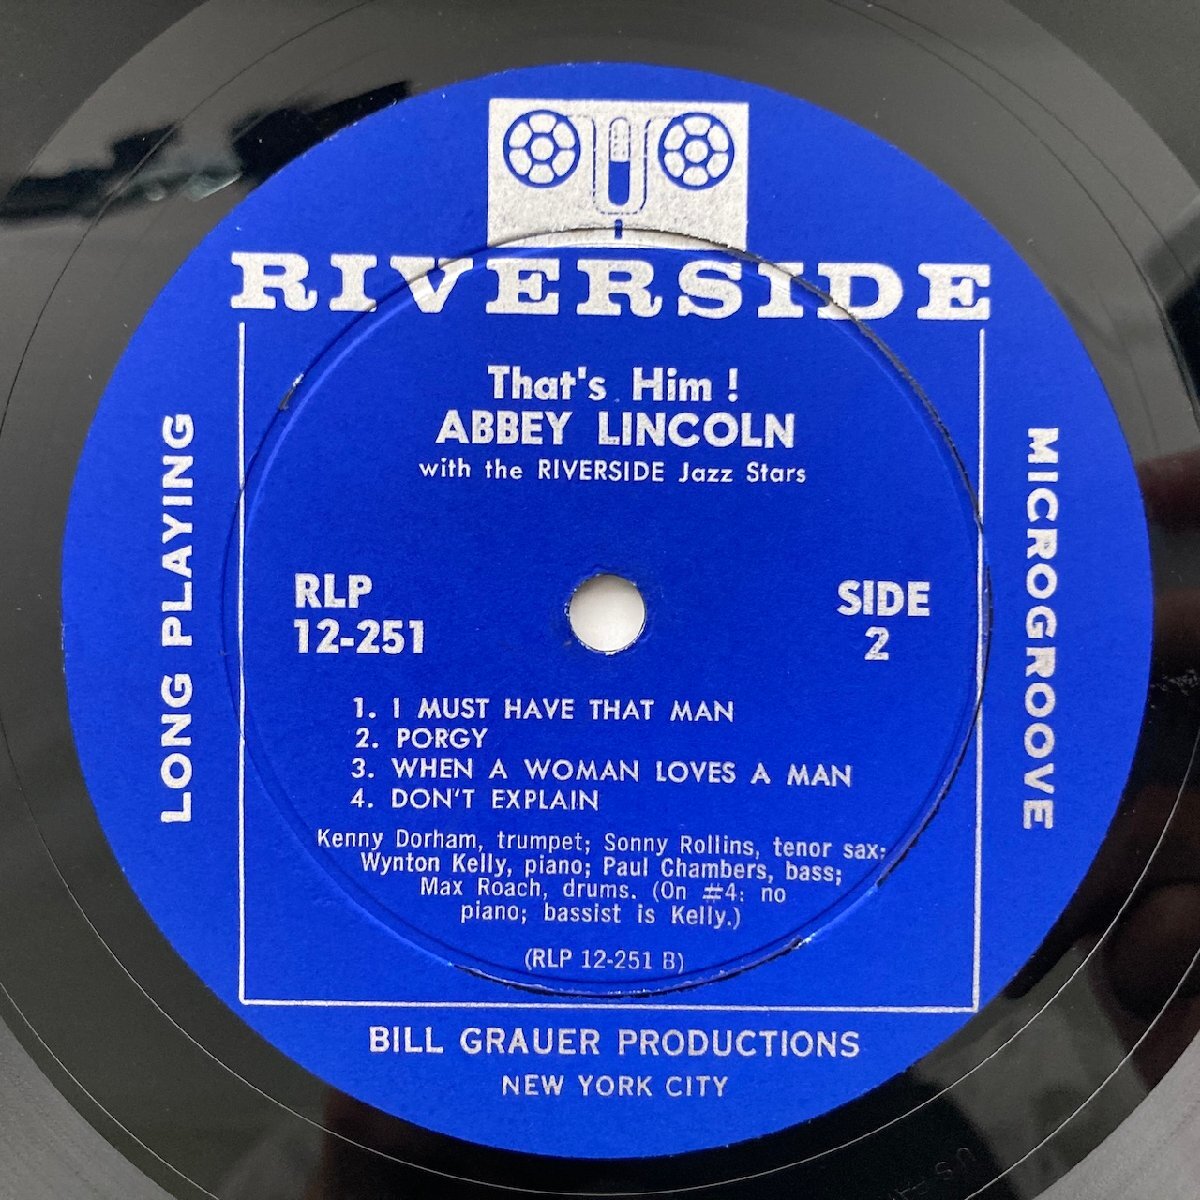 RIVERSIDE
That's Him!
ABBEY LINCOLN
with the RIVERSIDE Jazz Stars
LONG PLAYING
MICROGROOVE
RLP
12-251
SIDE
2
1. I MUST HAVE THAT MAN
2. PORGY
3. WHEN A WOMAN LOVES A MAN
4. DON'T EXPLAIN
Kenny Dorham, trumpet; Sonny Rollins, tenor sax;
Wynton Kelly, piano; Paul Chambers, bass;
Max Roach, drums. (On #4: no
piano; bassist is Kelly.)
(RLP 12-251 B)
BILL GRAUER PRODUCTIONS
NEW YORK CITY